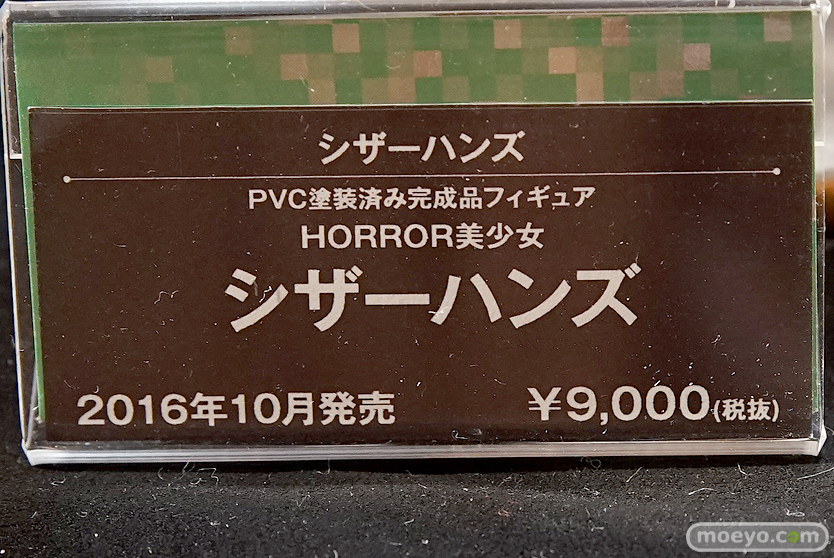 シザーハンズ
PVC塗装済み完成品フィギュア
HORROR美少女
シザーハンズ
2016年10月発売 ￥9,000(税抜)
moeyo.com